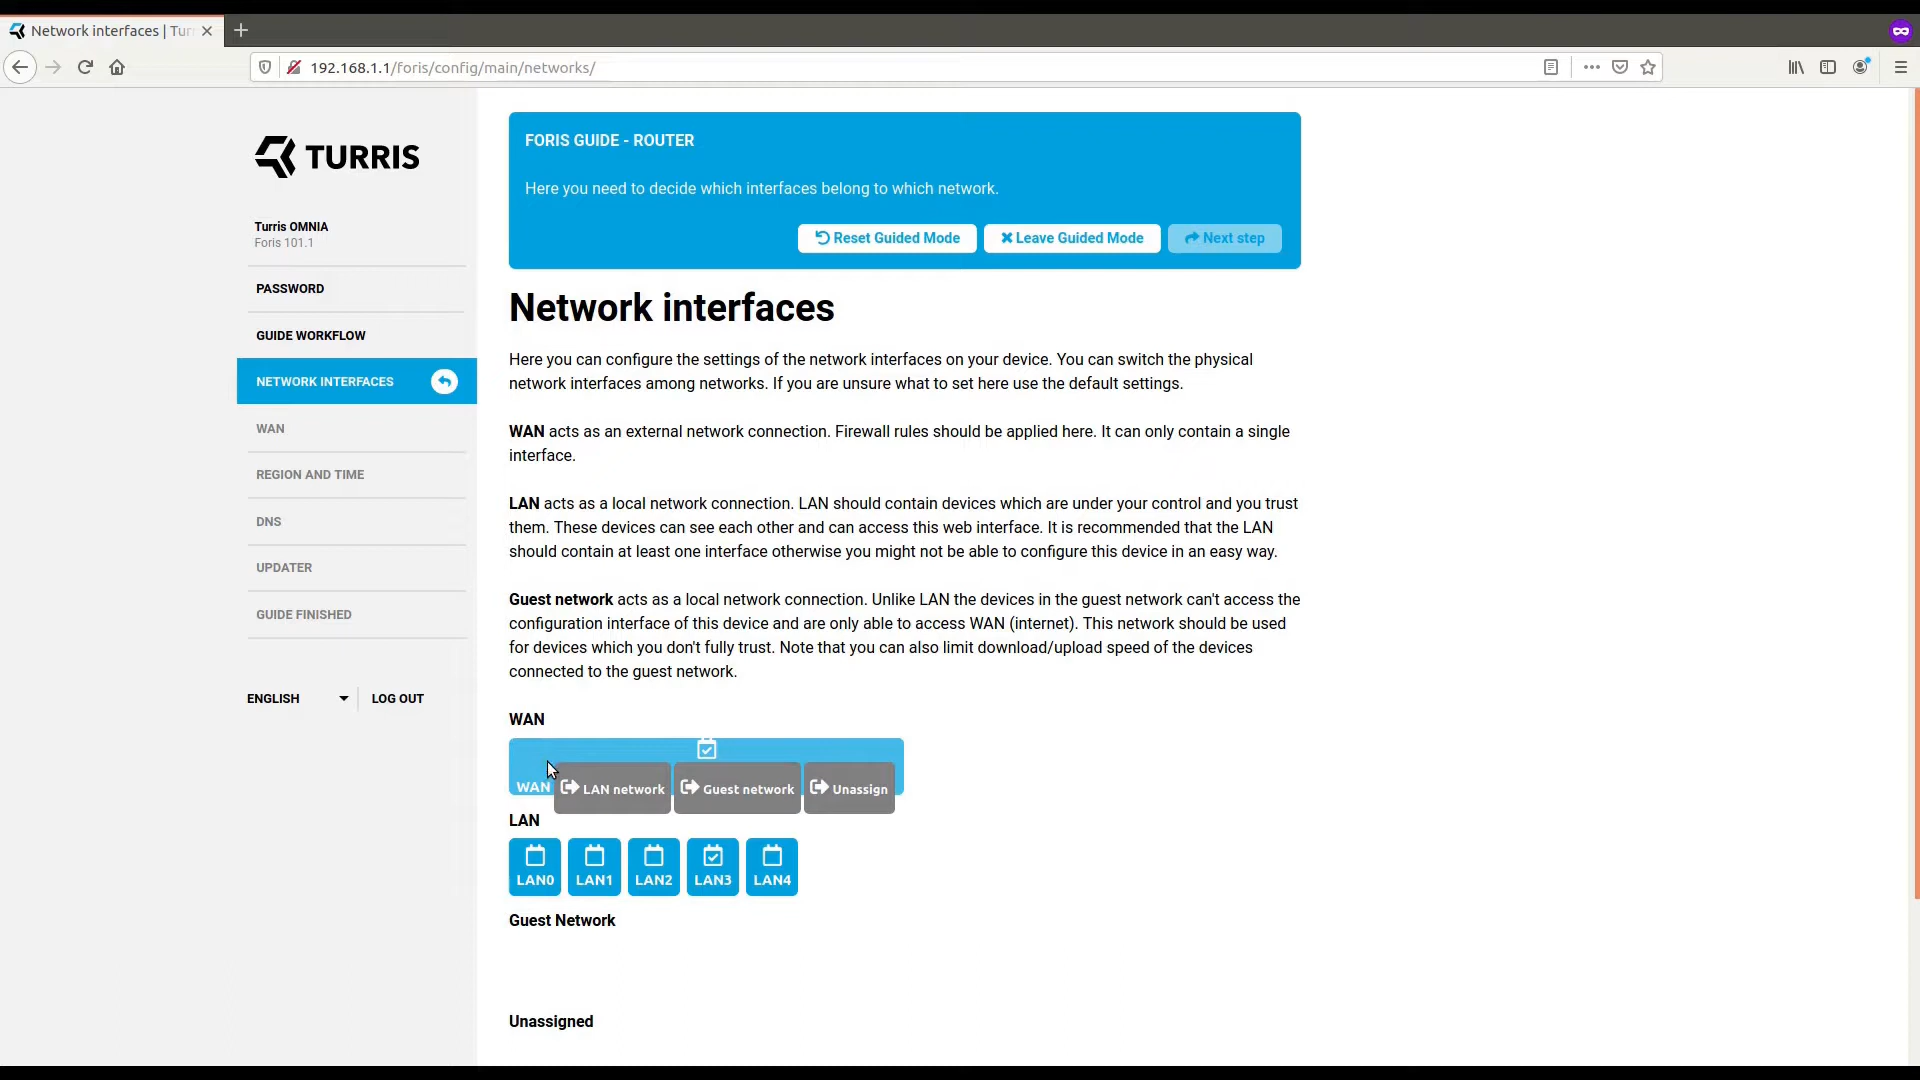 Network interfaces | Tur
192.168.1.1/foris/config/main/networks/
TURRIS
Turris OMNIA
Foris 101.1
PASSWORD
GUIDE WORKFLOW
NETWORK INTERFACES
WAN
REGION AND TIME
DNS
UPDATER
GUIDE FINISHED
ENGLISH
LOG OUT
FORIS GUIDE - ROUTER
Here you need to decide which interfaces belong to which network.
Reset Guided Mode
Leave Guided Mode
Next step
Network interfaces
Here you can configure the settings of the network interfaces on your device. You can switch the physical
network interfaces among networks. If you are unsure what to set here use the default settings.
WAN acts as an external network connection. Firewall rules should be applied here. It can only contain a single
interface.
LAN acts as a local network connection. LAN should contain devices which are under your control and you trust
them. These devices can see each other and can access this web interface. It is recommended that the LAN
should contain at least one interface otherwise you might not be able to configure this device in an easy way.
Guest network acts as a local network connection. Unlike LAN the devices in the guest network can't access the
configuration interface of this device and are only able to access WAN (internet). This network should be used
for devices which you don't fully trust. Note that you can also limit download/upload speed of the devices
connected to the guest network.
WAN
WAN
LAN network
Guest network
Unassign
LAN
LAN0
LAN1
LAN2
LAN3
LAN4
Guest Network
Unassigned